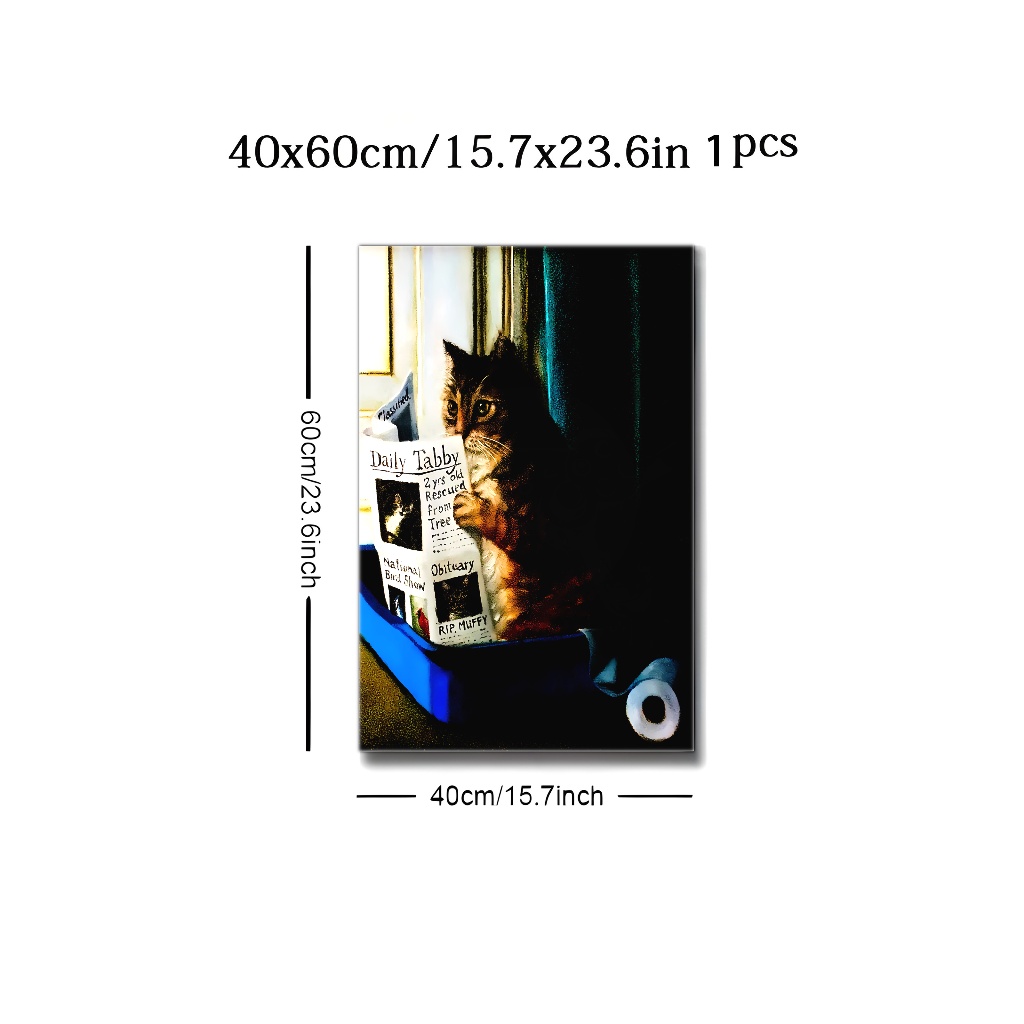 40x60cm/15.7x23.6in 1pcs
60cm/23.6inch
Classified
Daily Tabby
2 yrs old
Rescued
from
Tree
National
Bird Show
Obituary
RIP. MUFFY
40cm/15.7inch